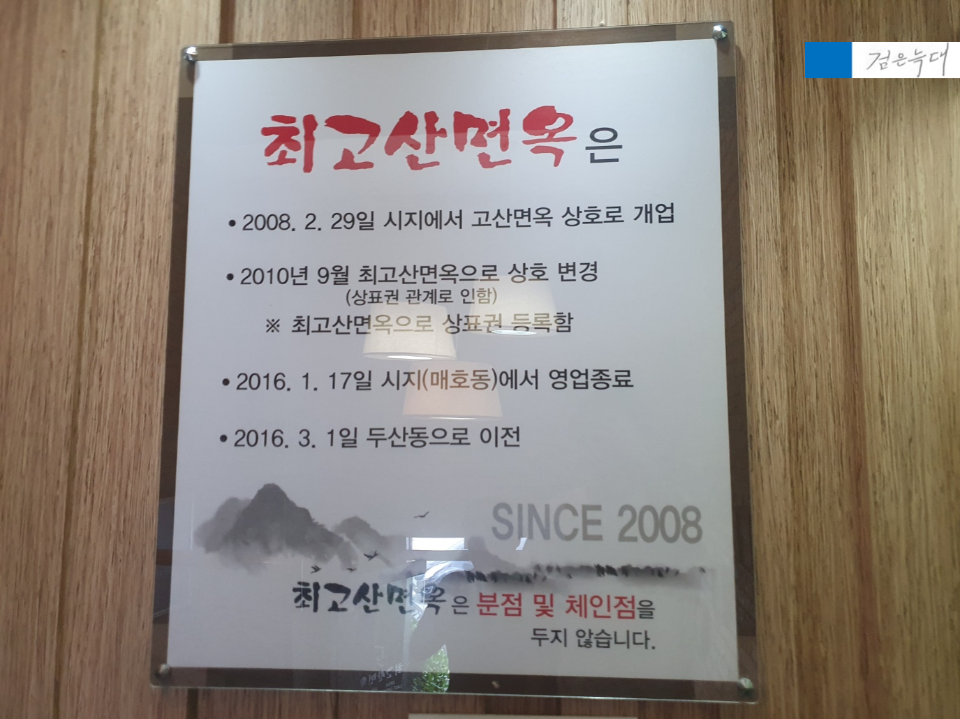 검은늑대
최고산면옥은
• 2008. 2. 29일 시지에서 고산면옥 상호로 개업
• 2010년 9월 최고산면옥으로 상호 변경
(상표권 관계로 인함)
※ 최고산면옥으로 상표권 등록함
• 2016. 1. 17일 시지(매호동)에서 영업종료
• 2016. 3. 1일 두산동으로 이전
SINCE 2008
최고산면옥은 분점 및 체인점을
두지 않습니다.